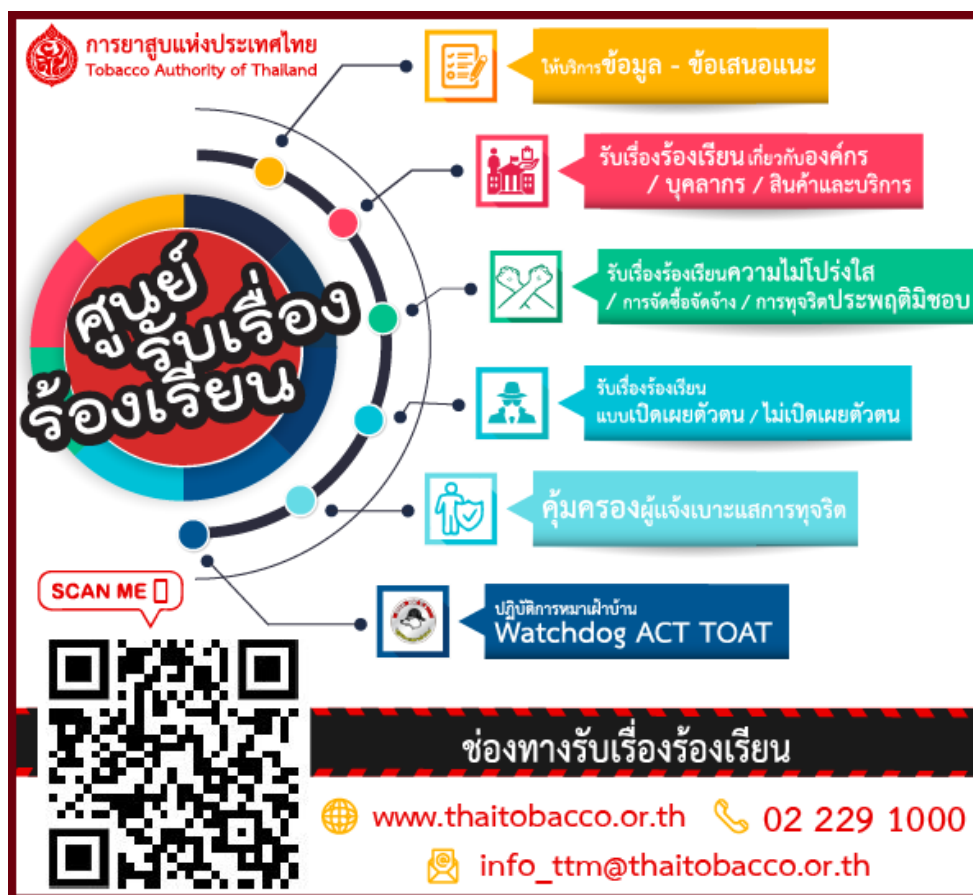 การยาสูบแห่งประเทศไทย
Tobacco Authority of Thailand
ให้บริการข้อมูล - ข้อเสนอแนะ
รับเรื่องร้องเรียน เกี่ยวกับองค์กร
/ บุคลากร / สินค้าและบริการ
ศูนย์
รับเรื่อง
ร้องเรียน
รับเรื่องร้องเรียนความไม่โปร่งใส
/ การจัดซื้อจัดจ้าง / การทุจริตประพฤติมิชอบ
รับเรื่องร้องเรียน
แบบเปิดเผยตัวตน / ไม่เปิดเผยตัวตน
คุ้มครองผู้แจ้งเบาะแสการทุจริต
SCAN ME
ปฏิบัติการหมาเฝ้าบ้าน
Watchdog ACT TOAT
ช่องทางรับเรื่องร้องเรียน
www.thaitobacco.or.th 02 229 1000
info_ttm@thaitobacco.or.th